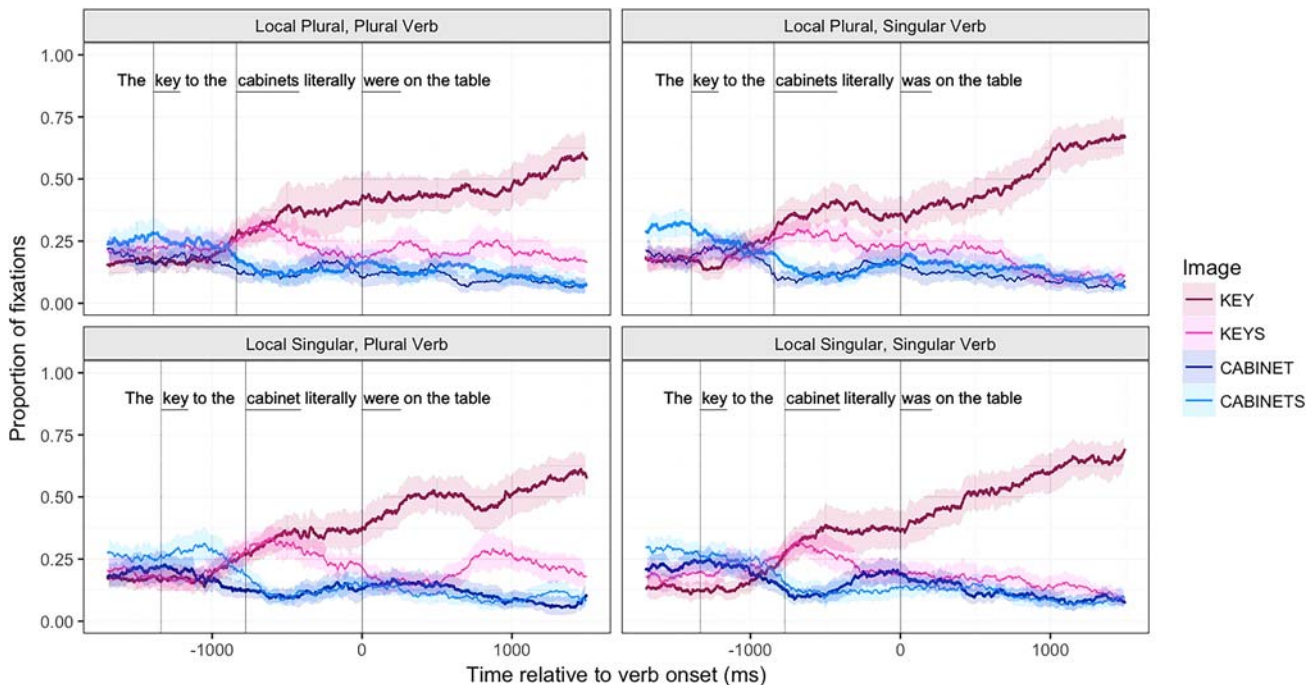 Local Plural, Plural Verb
Local Plural, Singular Verb
1.00
0.75
0.50
0.25
0.00
The key to the cabinets literally were on the table
The key to the cabinets literally was on the table
Local Singular, Plural Verb
Local Singular, Singular Verb
1.00
0.75
0.50
0.25
0.00
The key to the cabinet literally were on the table
The key to the cabinet literally was on the table
-1000
0
1000
-1000
0
1000
Time relative to verb onset (ms)
Proportion of fixations
Image
KEY
KEYS
CABINET
CABINETS